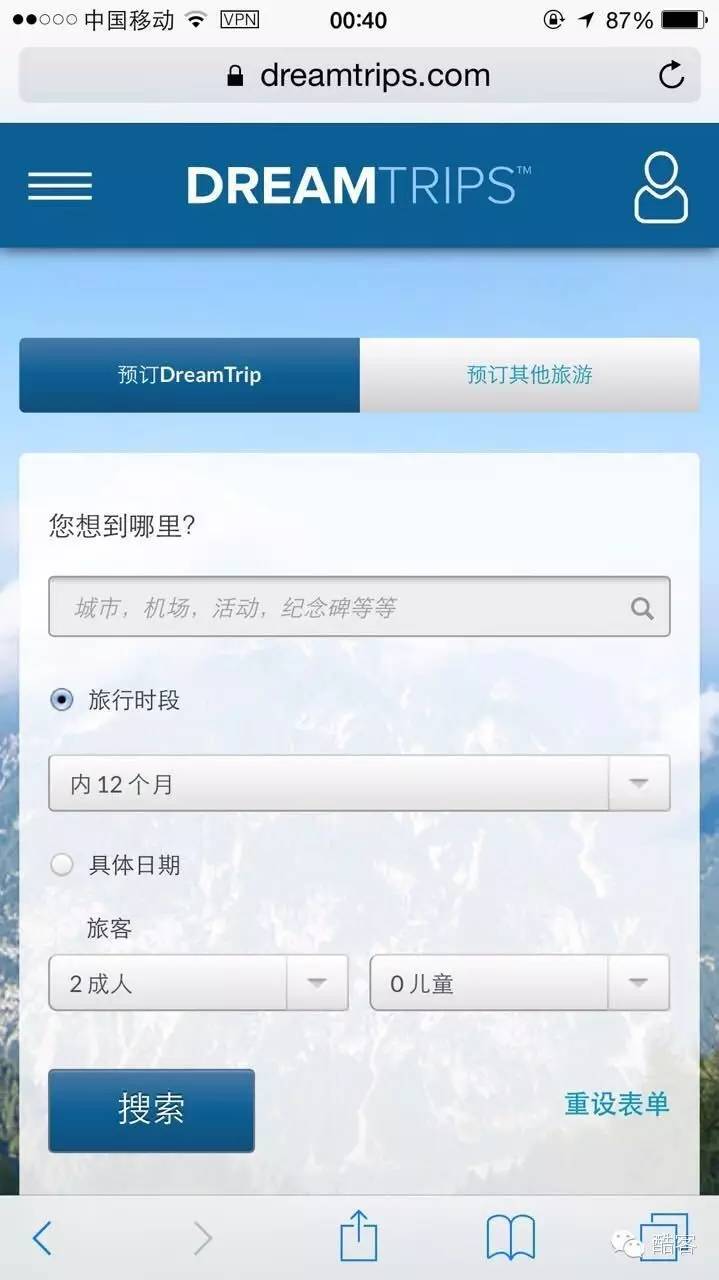 中国移动 VPN 00:40 87%
dreamtrips.com
DREAMTRIPS™
预订DreamTrip 预订其他旅游
您想到哪里?
城市，机场，活动，纪念碑等等
旅行时段
内 12 个月
具体日期
旅客
2 成人 0 儿童
搜索 重设表单
酷客